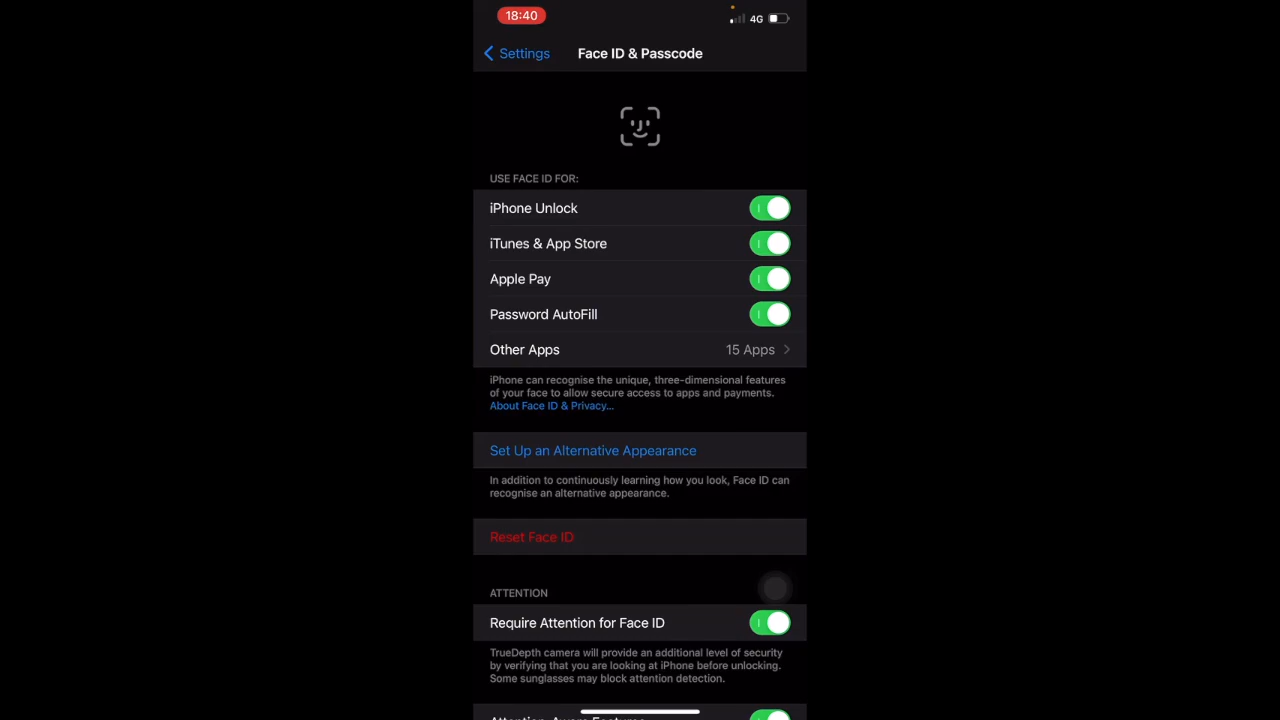 18:40
4G
Settings
Face ID & Passcode
USE FACE ID FOR:
iPhone Unlock
iTunes & App Store
Apple Pay
Password AutoFill
Other Apps
15 Apps
iPhone can recognise the unique, three-dimensional features
of your face to allow secure access to apps and payments.
About Face ID & Privacy...
Set Up an Alternative Appearance
In addition to continuously learning how you look, Face ID can
recognise an alternative appearance.
Reset Face ID
ATTENTION
Require Attention for Face ID
TrueDepth camera will provide an additional level of security
by verifying that you are looking at iPhone before unlocking.
Some sunglasses may block attention detection.
Attention-Aware Features